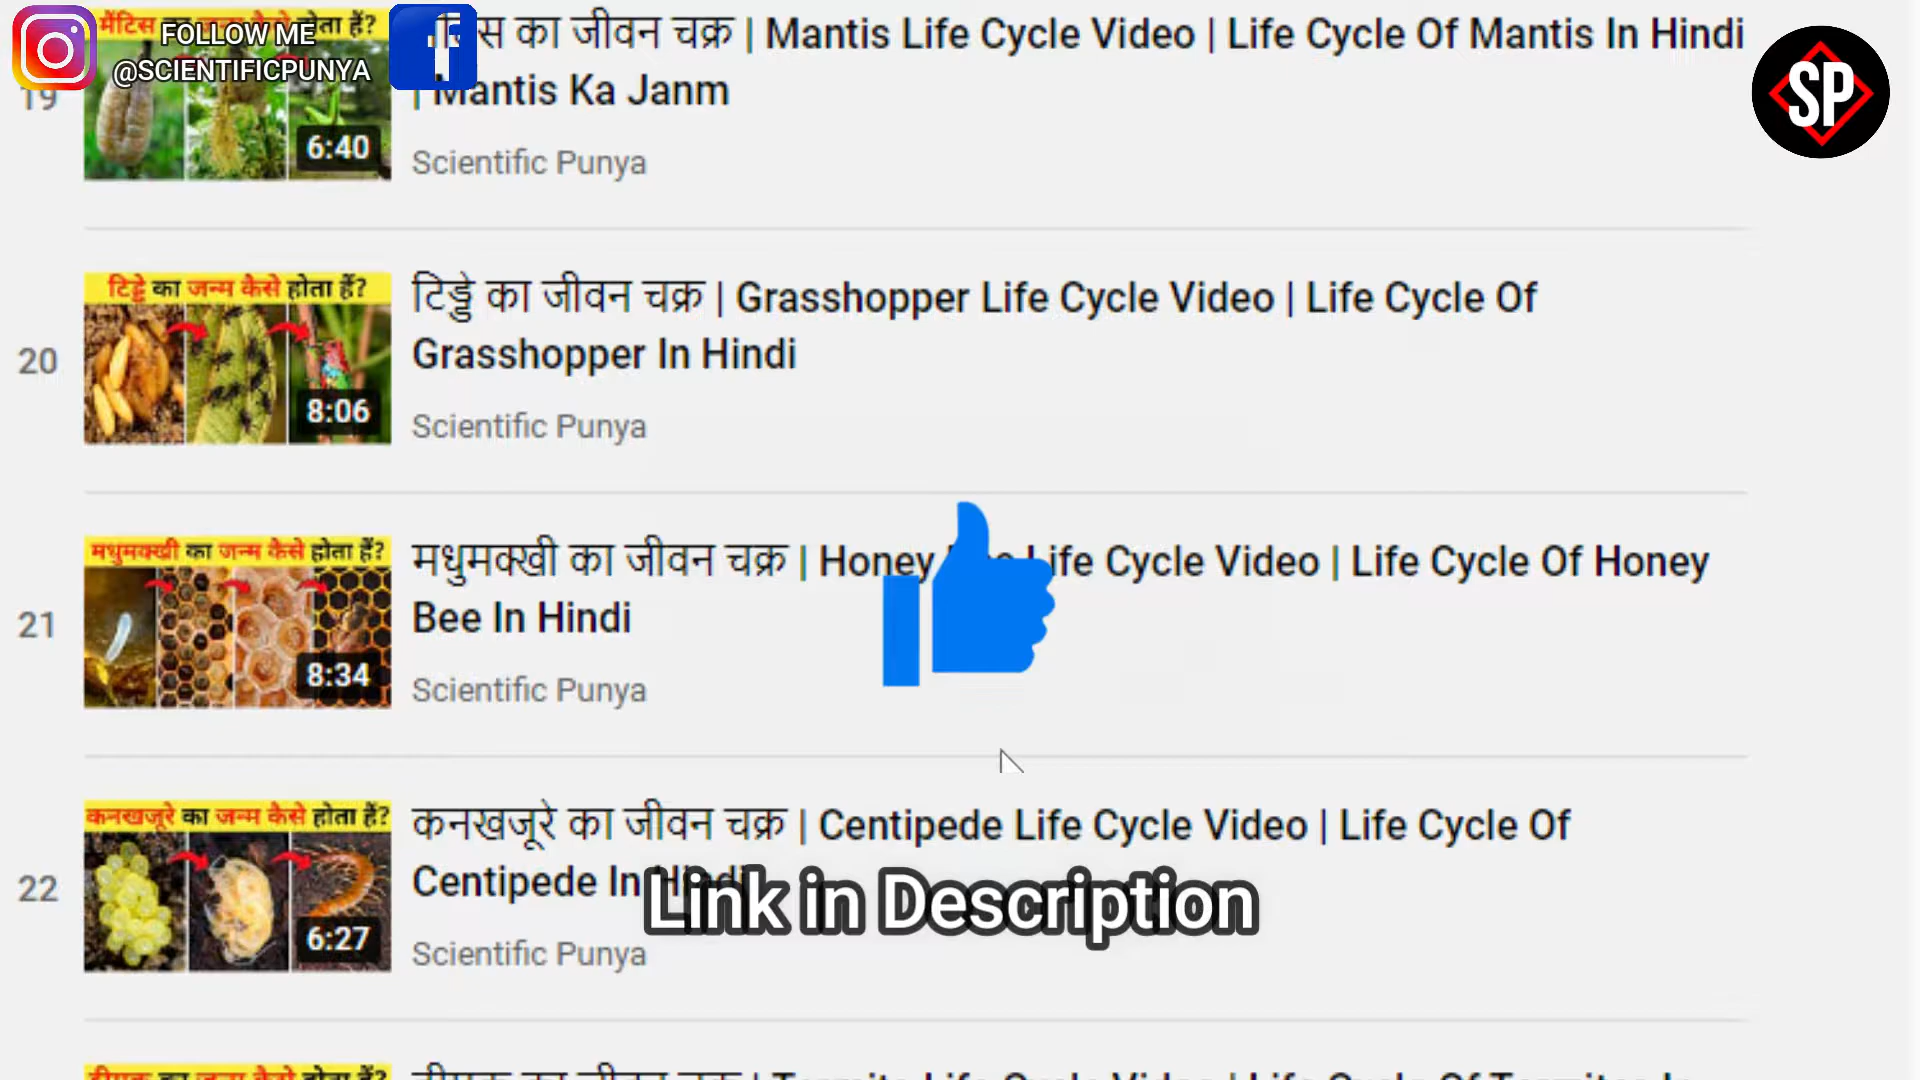 FOLLOW ME
@SCIENTIFICPUNYA
SP
19
मैंटिस का जन्म कैसे होता हैं?
6:40
का जीवन चक्र | Mantis Life Cycle Video | Life Cycle Of Mantis In Hindi
| Mantis Ka Janm
Scientific Punya
20
टिड्डे का जन्म कैसे होता हैं?
8:06
टिड्डे का जीवन चक्र | Grasshopper Life Cycle Video | Life Cycle Of
Grasshopper In Hindi
Scientific Punya
21
मधुमक्खी का जन्म कैसे होता हैं?
8:34
मधुमक्खी का जीवन चक्र | Honey Life Cycle Video | Life Cycle Of Honey
Bee In Hindi
Scientific Punya
22
कनखजूरे का जन्म कैसे होता हैं?
6:27
कनखजूरे का जीवन चक्र | Centipede Life Cycle Video | Life Cycle Of
Centipede In Hindi
Scientific Punya
Link in Description